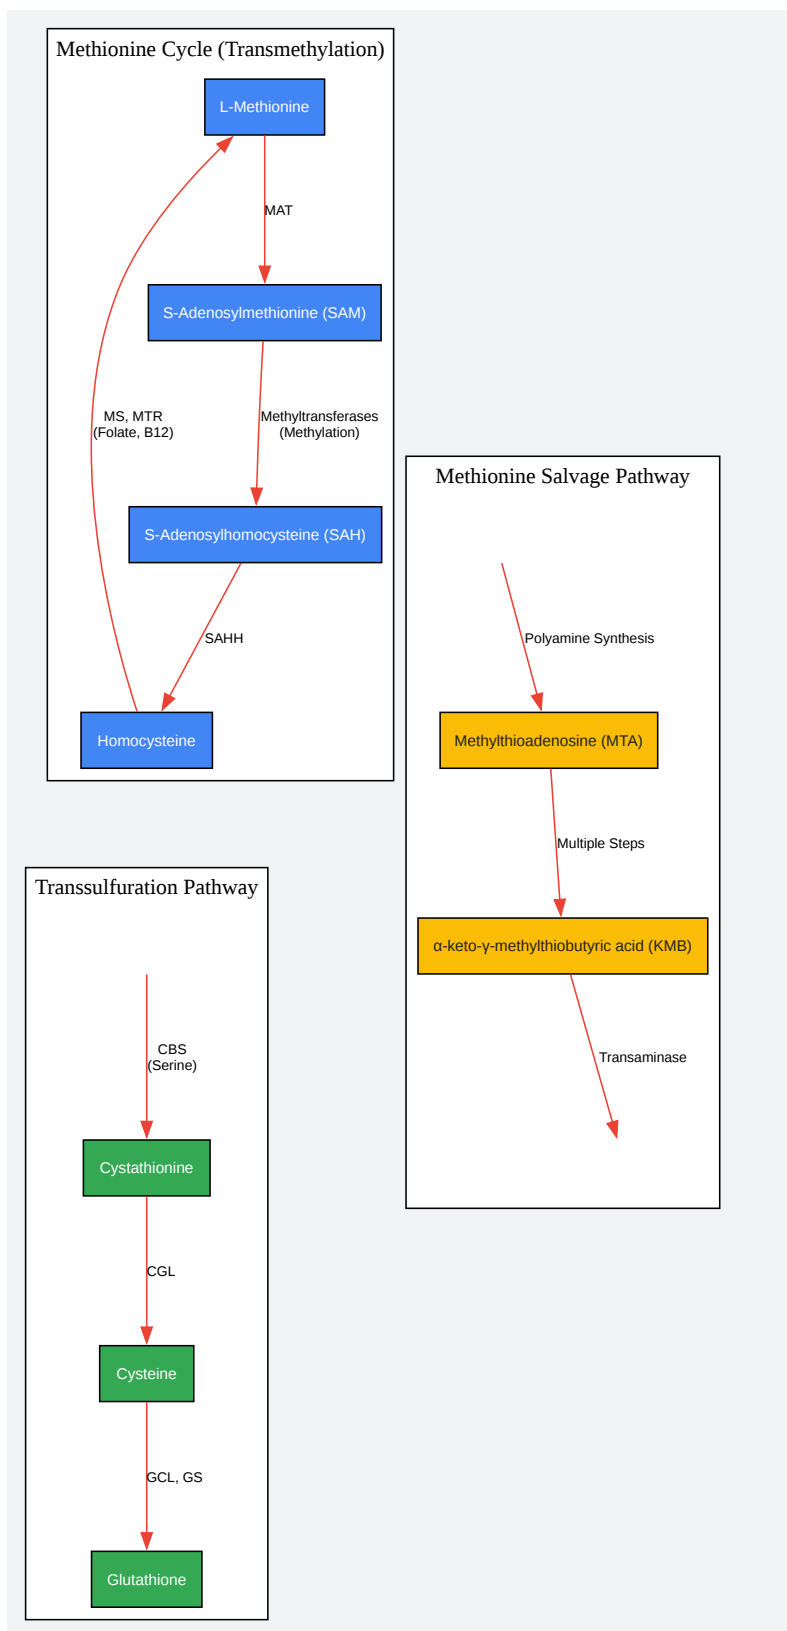 Methionine Cycle (Transmethylation)
L-Methionine
MAT
S-Adenosylmethionine (SAM)
MS, MTR
(Folate, B12)
Methyltransferases
(Methylation)
S-Adenosylhomocysteine (SAH)
SAHH
Homocysteine
Methionine Salvage Pathway
Polyamine Synthesis
Methylthioadenosine (MTA)
Multiple Steps
α-keto-γ-methylthiobutyric acid (KMB)
Transaminase
Transsulfuration Pathway
CBS
(Serine)
Cystathionine
CGL
Cysteine
GCL, GS
Glutathione